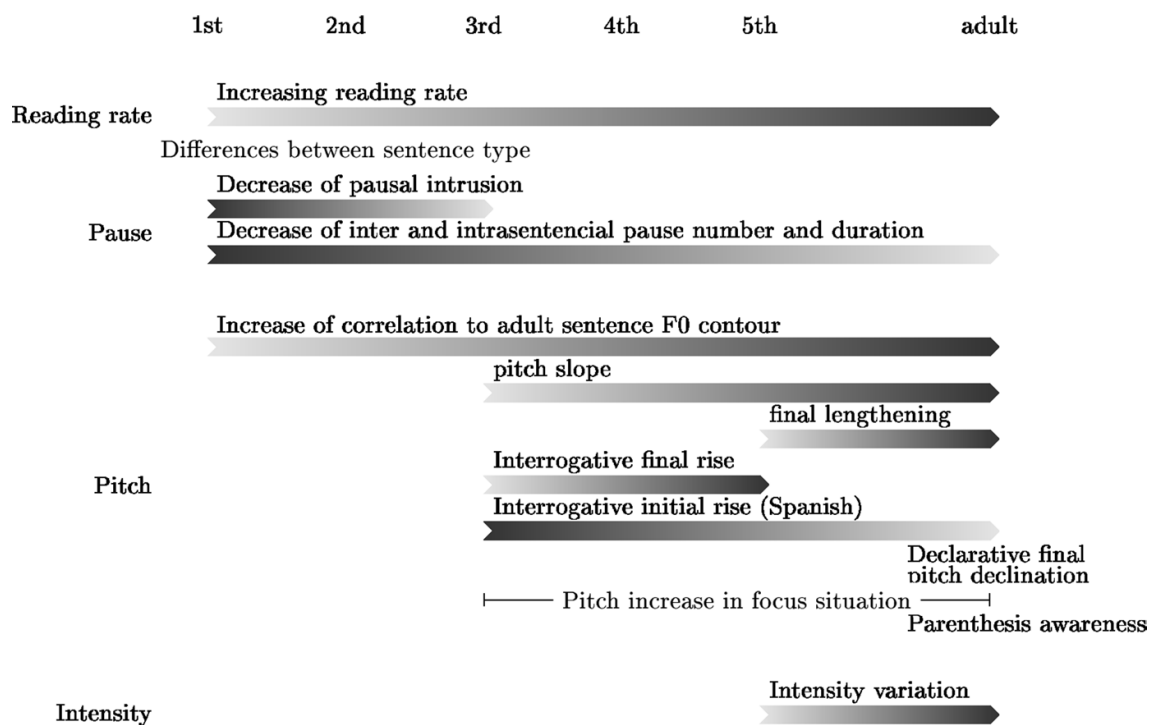 1st 2nd 3rd 4th 5th adult
Increasing reading rate
Reading rate
Differences between sentence type
Decrease of pausal intrusion
Pause
Decrease of inter and intrasentencial pause number and duration
Increase of correlation to adult sentence F0 contour
pitch slope
final lengthening
Interrogative final rise
Pitch
Interrogative initial rise (Spanish)
Declarative final
pitch declination
Pitch increase in focus situation
Parenthesis awareness
Intensity variation
Intensity